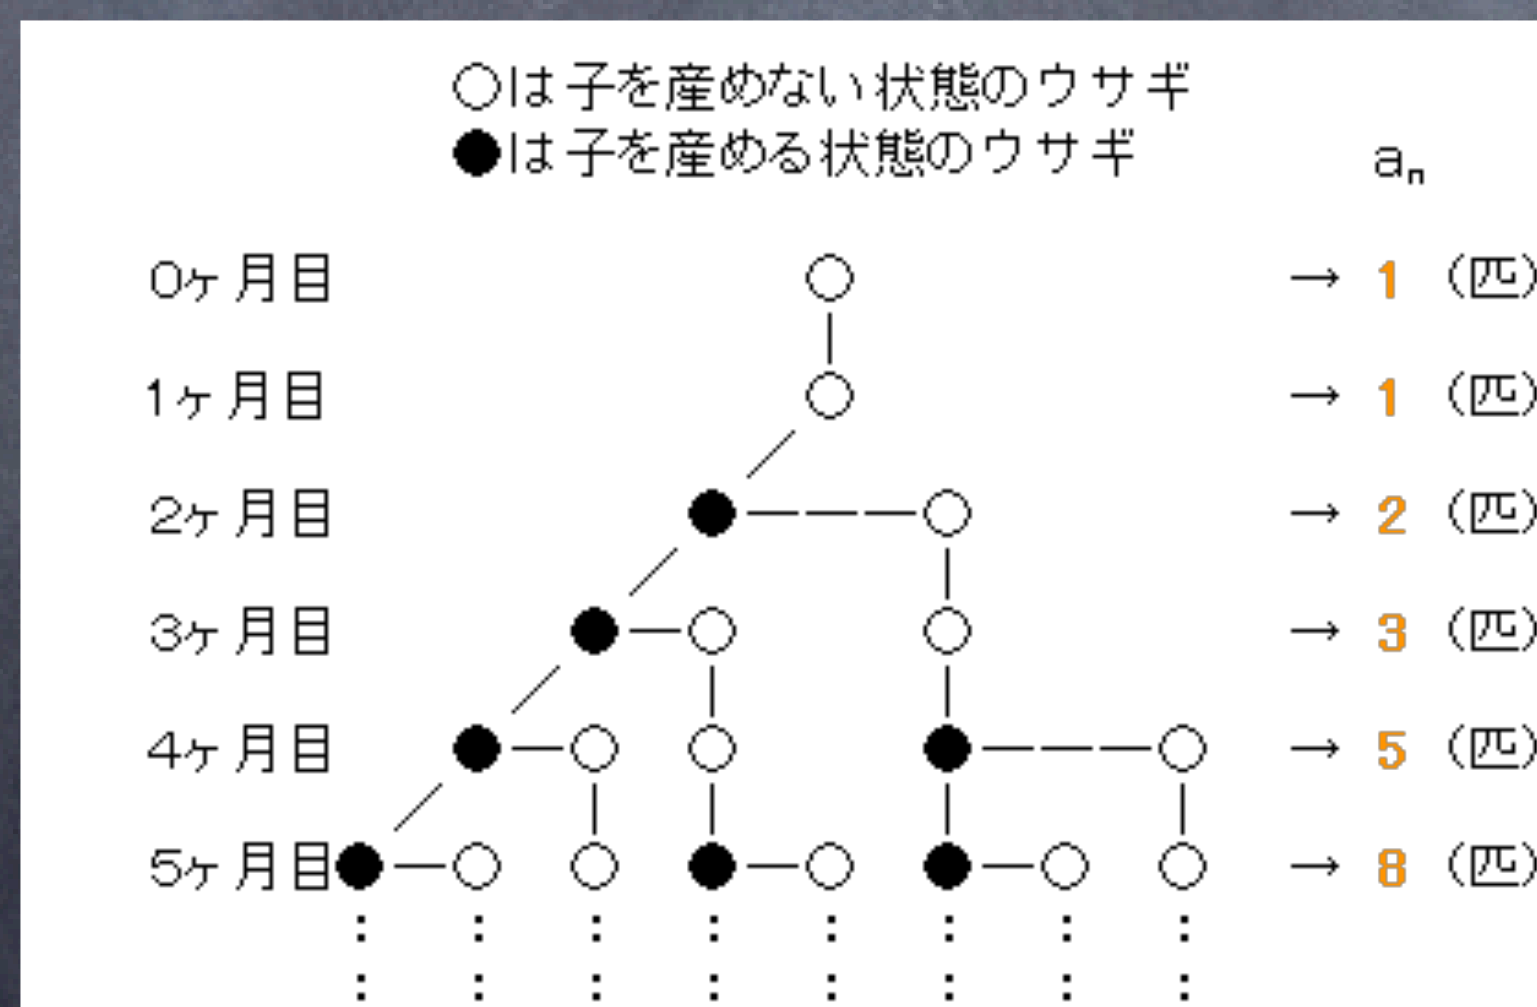 ○は子を産めない状態のウサギ
●は子を産める状態のウサギ
aₙ
0ヶ月目 → 1 (匹)
1ヶ月目 → 1 (匹)
2ヶ月目 → 2 (匹)
3ヶ月目 → 3 (匹)
4ヶ月目 → 5 (匹)
5ヶ月目 → 8 (匹)